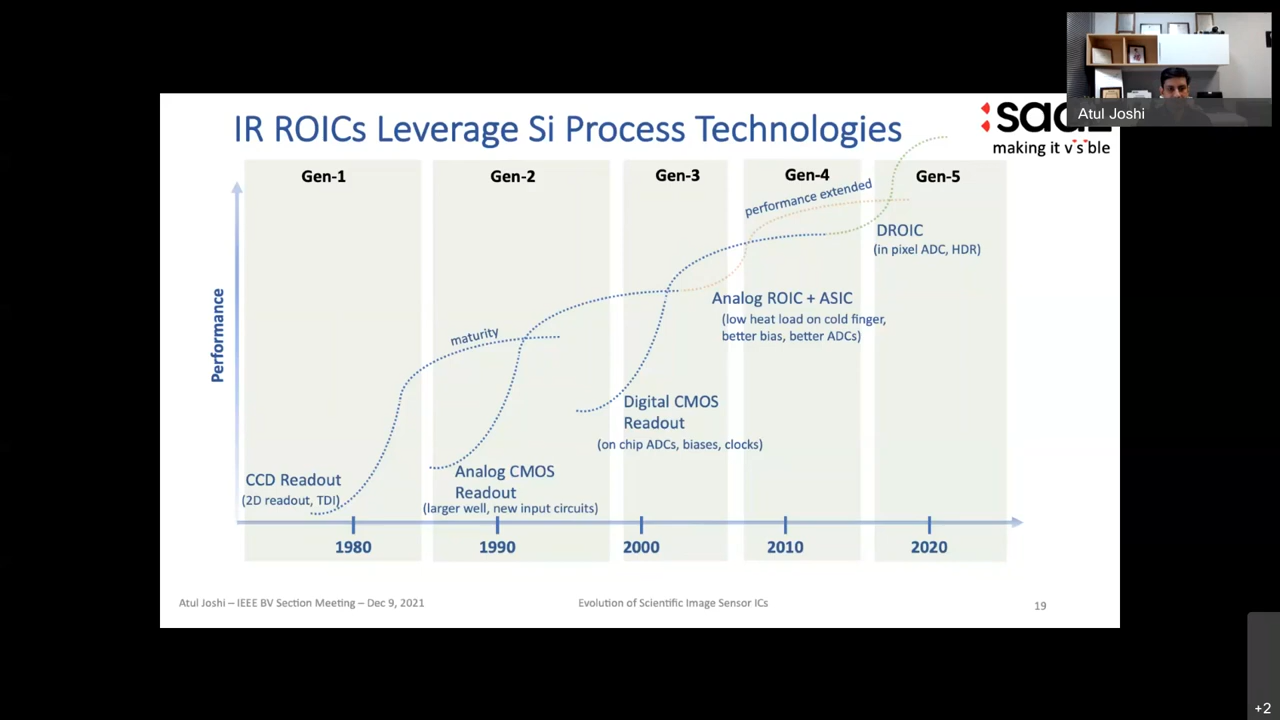 IR ROICs Leverage Si Process Technologies
Atul Joshi
making it visible
Gen-1
Gen-2
Gen-3
Gen-4
Gen-5
performance extended
DROIC
(in pixel ADC, HDR)
Analog ROIC + ASIC
(low heat load on cold finger,
better bias, better ADCs)
maturity
Performance
Digital CMOS
Readout
(on chip ADCs, biases, clocks)
CCD Readout
(2D readout, TDI)
Analog CMOS
Readout
(larger well, new input circuits)
1980
1990
2000
2010
2020
Atul Joshi – IEEE BV Section Meeting – Dec 9, 2021
Evolution of Scientific Image Sensor ICs
19
+2